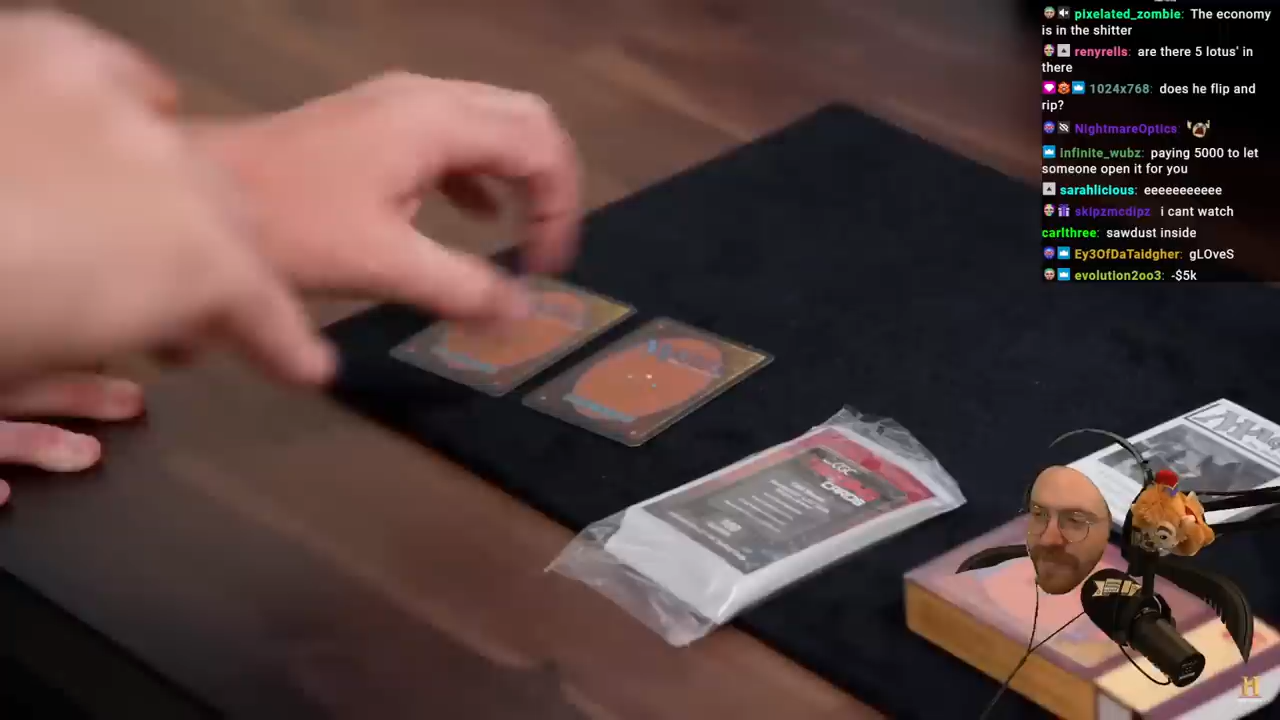 pixelated_zombie: The economy
is in the shitter
renyrells: are there 5 lotus' in
there
1024x768: does he flip and
rip?
NightmareOptics:
infinite_wubz: paying 5000 to let
someone open it for you
sarahlicious: eeeeeeeeeee
skipzmcdipz i cant watch
carlthree: sawdust inside
Ey3OfDaTaidgher: gLOveS
evolution2oo3: -$5k
CGC
CARDS
H